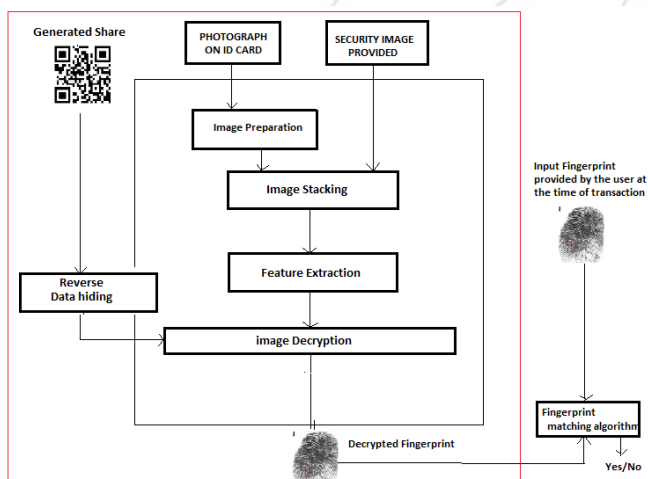 Generated Share
PHOTOGRAPH
ON ID CARD
SECURITY IMAGE
PROVIDED
Image Preparation
Image Stacking
Input Fingerprint
provided by the user at
the time of transaction
Feature Extraction
Reverse
Data hiding
image Decryption
Fingerprint
matching algorithm
Decrypted Fingerprint
Yes/No